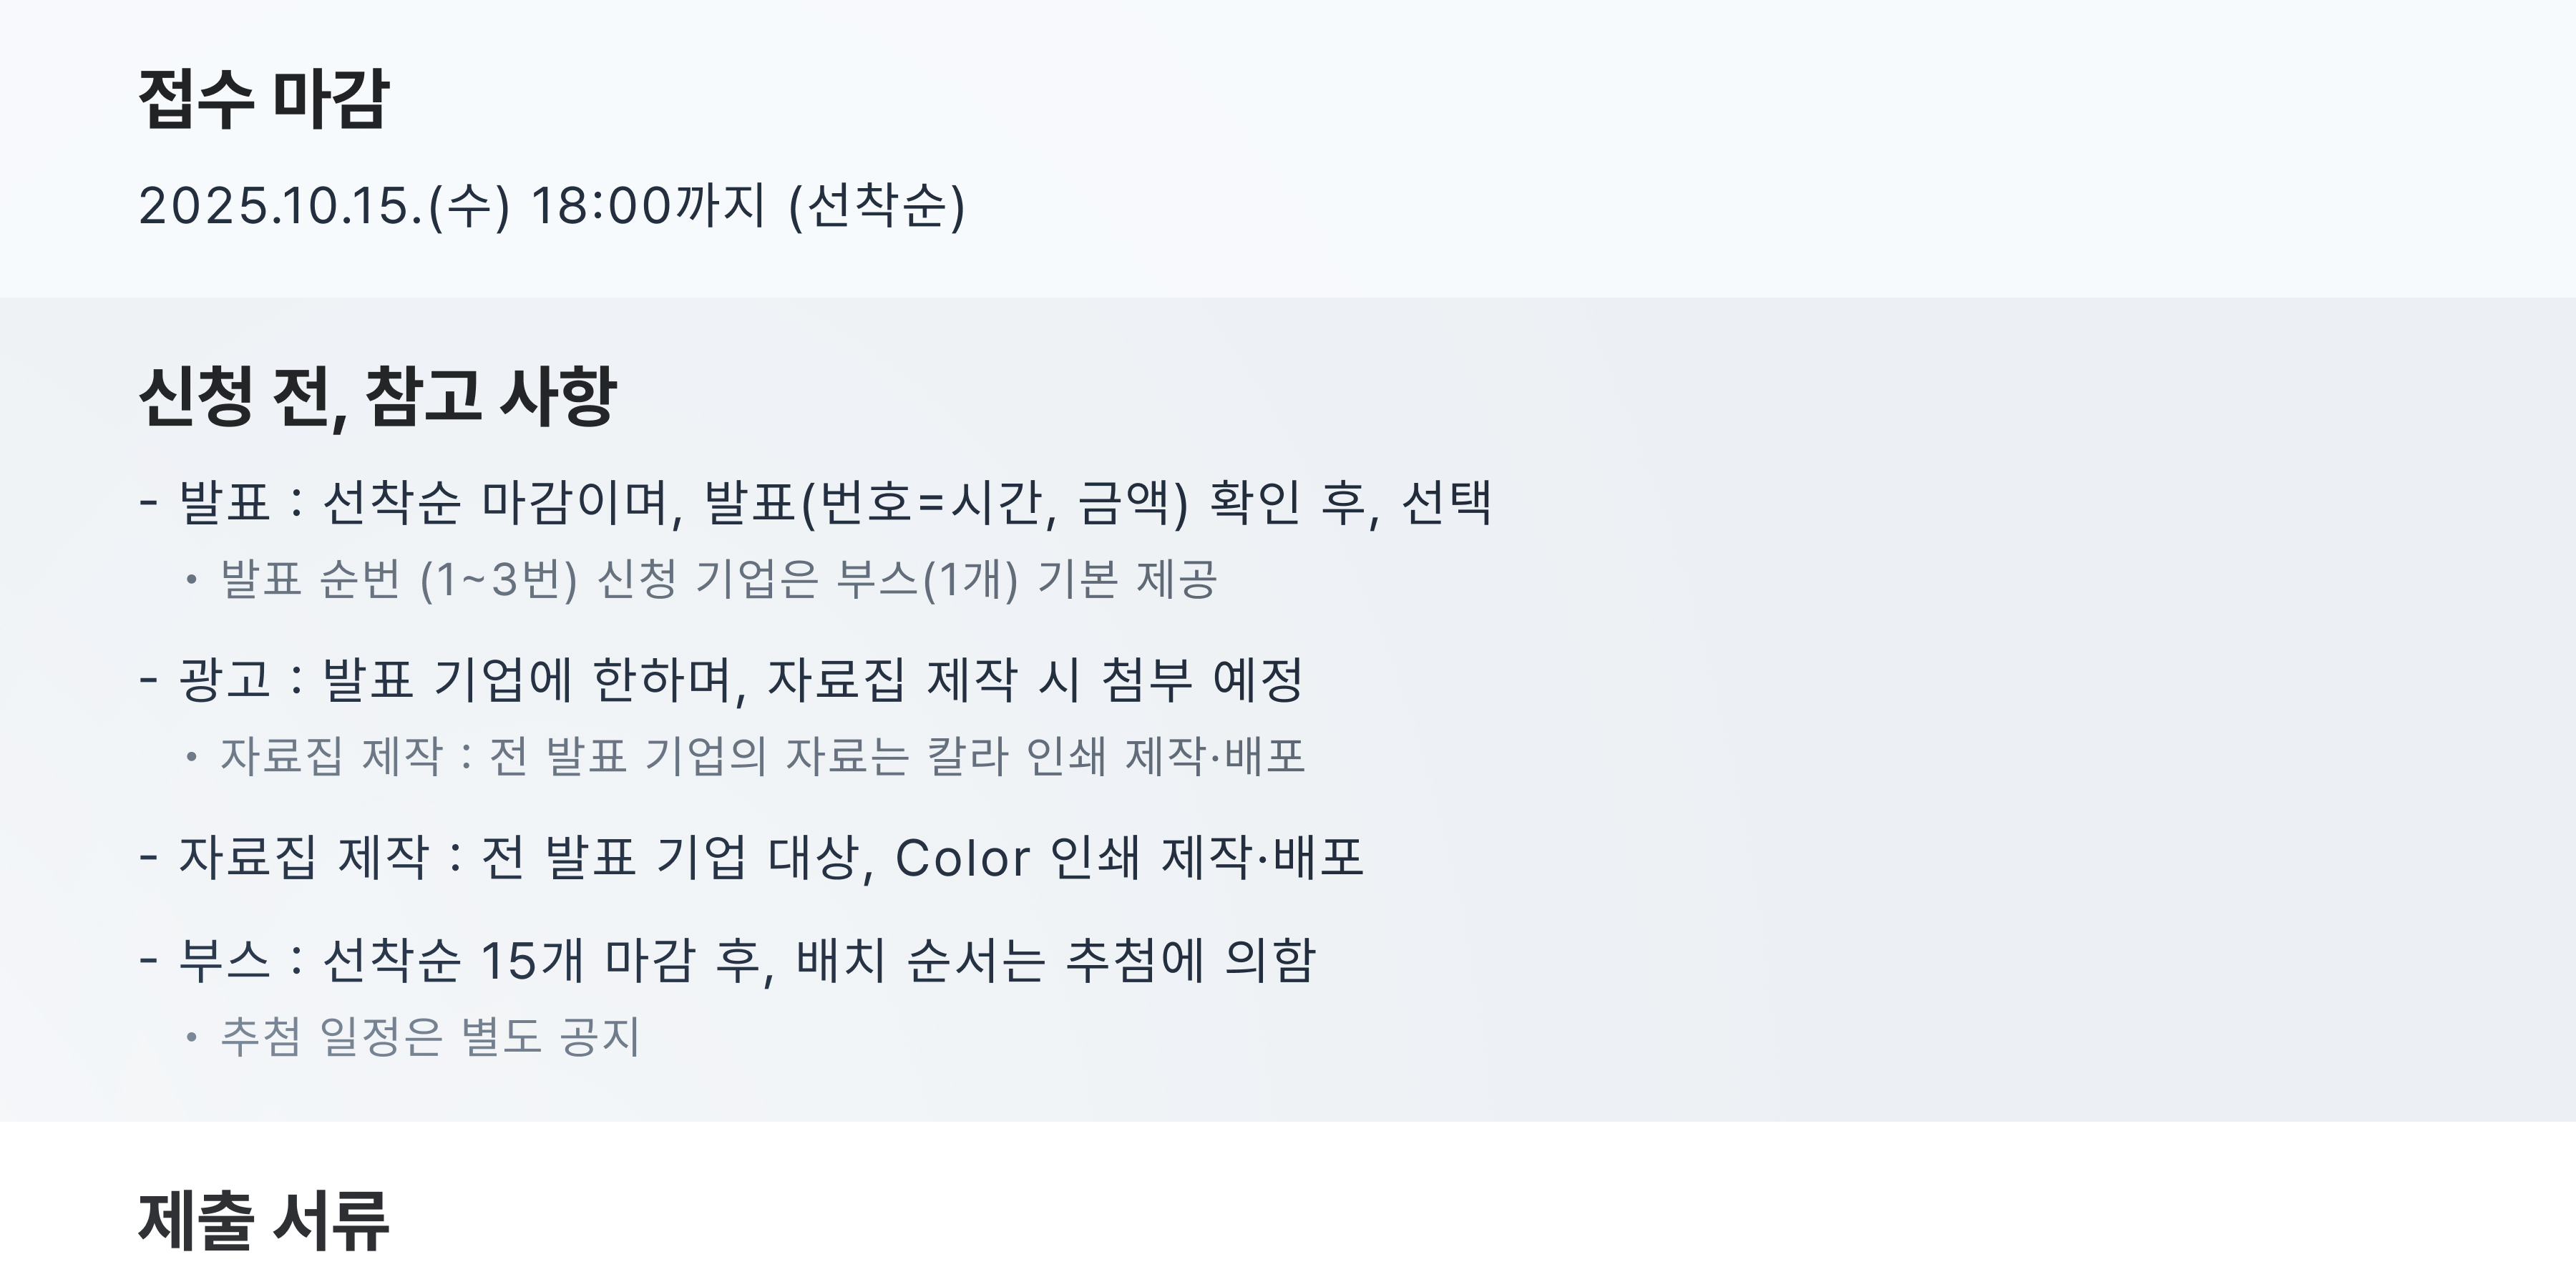 접수 마감
2025.10.15.(수) 18:00까지 (선착순)
신청 전, 참고 사항
- 발표 : 선착순 마감이며, 발표(번호=시간, 금액) 확인 후, 선택
• 발표 순번 (1~3번) 신청 기업은 부스(1개) 기본 제공
- 광고 : 발표 기업에 한하며, 자료집 제작 시 첨부 예정
• 자료집 제작 : 전 발표 기업의 자료는 칼라 인쇄 제작·배포
- 자료집 제작 : 전 발표 기업 대상, Color 인쇄 제작·배포
- 부스 : 선착순 15개 마감 후, 배치 순서는 추첨에 의함
• 추첨 일정은 별도 공지
제출 서류